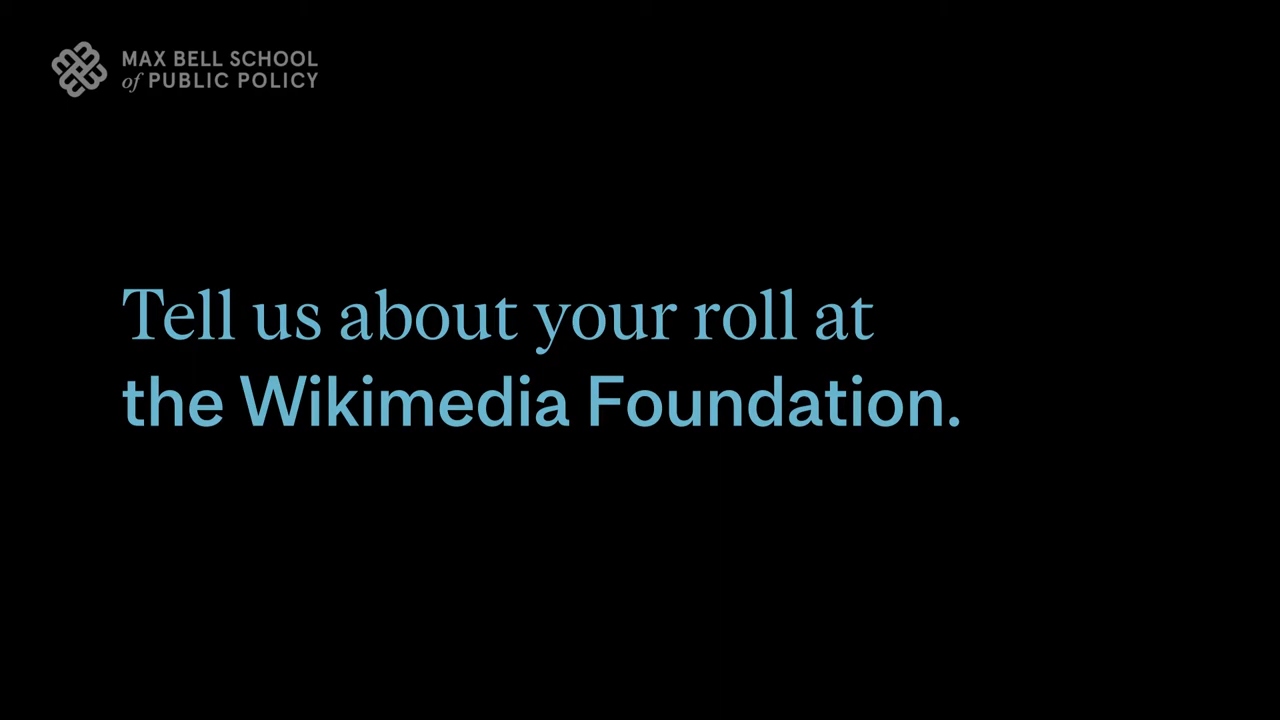 MAX BELL SCHOOL
of PUBLIC POLICY
Tell us about your roll at
the Wikimedia Foundation.